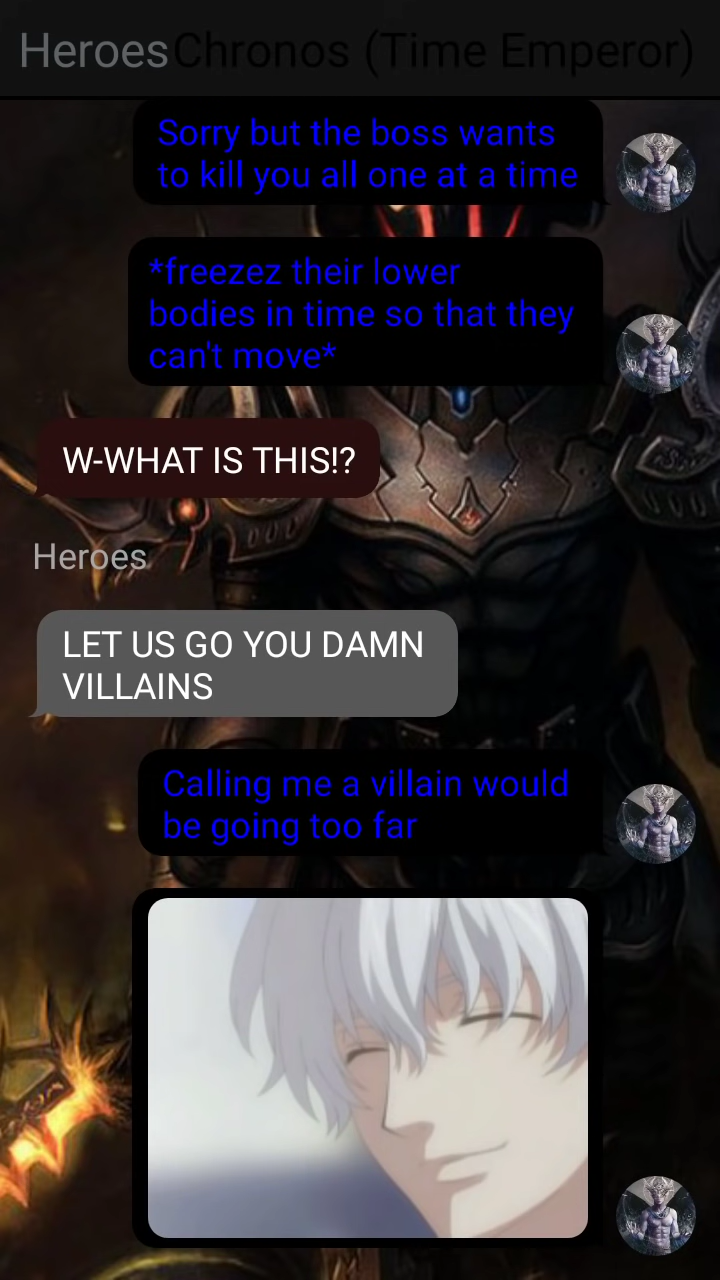 Heroes Chronos (Time Emperor)
Sorry but the boss wants
to kill you all one at a time
*freezez their lower
bodies in time so that they
can't move*
W-WHAT IS THIS!?
Heroes
LET US GO YOU DAMN
VILLAINS
Calling me a villain would
be going too far